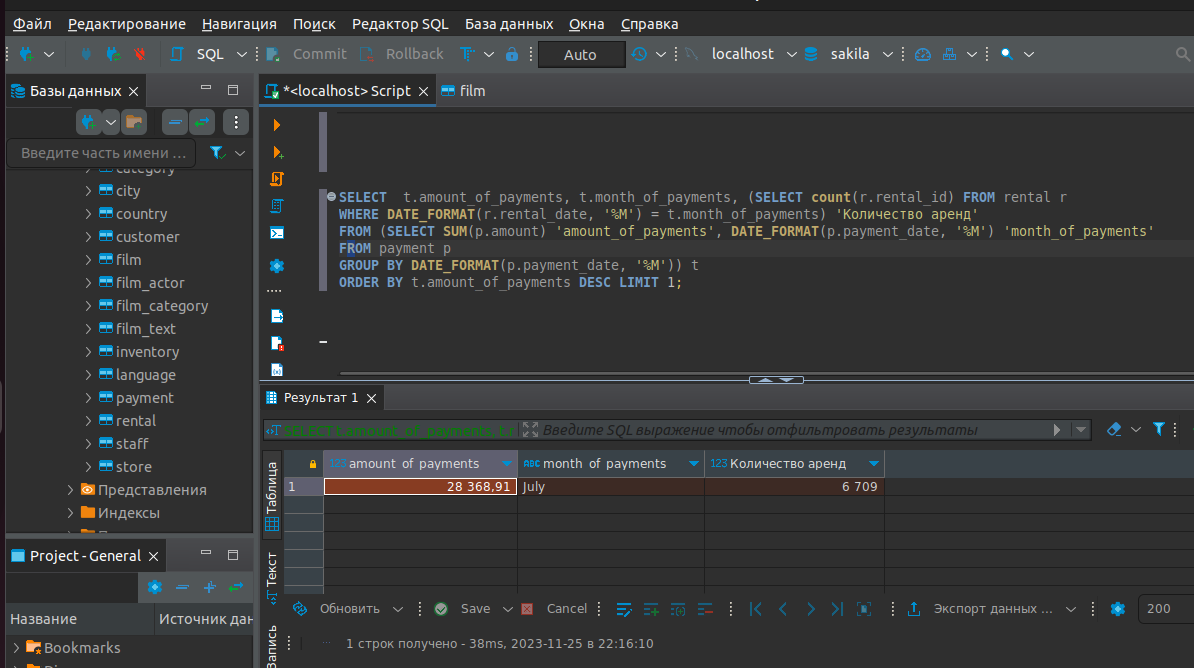 Файл Редактирование Навигация Поиск Редактор SQL База данных Окна Справка
SQL Commit Rollback Auto localhost sakila
Базы данных
*<localhost> Script
film
Введите часть имени ...
category
city
country
customer
film
film_actor
film_category
film_text
inventory
language
payment
rental
staff
store
Представления
Индексы
SELECT t.amount_of_payments, t.month_of_payments, (SELECT count(r.rental_id) FROM rental r
WHERE DATE_FORMAT(r.rental_date, '%M') = t.month_of_payments) 'Количество аренд'
FROM (SELECT SUM(p.amount) 'amount_of_payments', DATE_FORMAT(p.payment_date, '%M') 'month_of_payments'
FROM payment p
GROUP BY DATE_FORMAT(p.payment_date, '%M')) t
ORDER BY t.amount_of_payments DESC LIMIT 1;
Результат 1
SELECT t.amount_of_payments, t.r
Введите SQL выражение чтобы отфильтровать результаты
Таблица
Текст
Запись
123 amount_of_payments ABC month_of_payments 123 Количество аренд
1 28 368,91 July 6 709
Project - General
Название Источник дан
Bookmarks
Обновить Save Cancel Экспорт данных ... 200
1 строк получено - 38ms, 2023-11-25 в 22:16:10